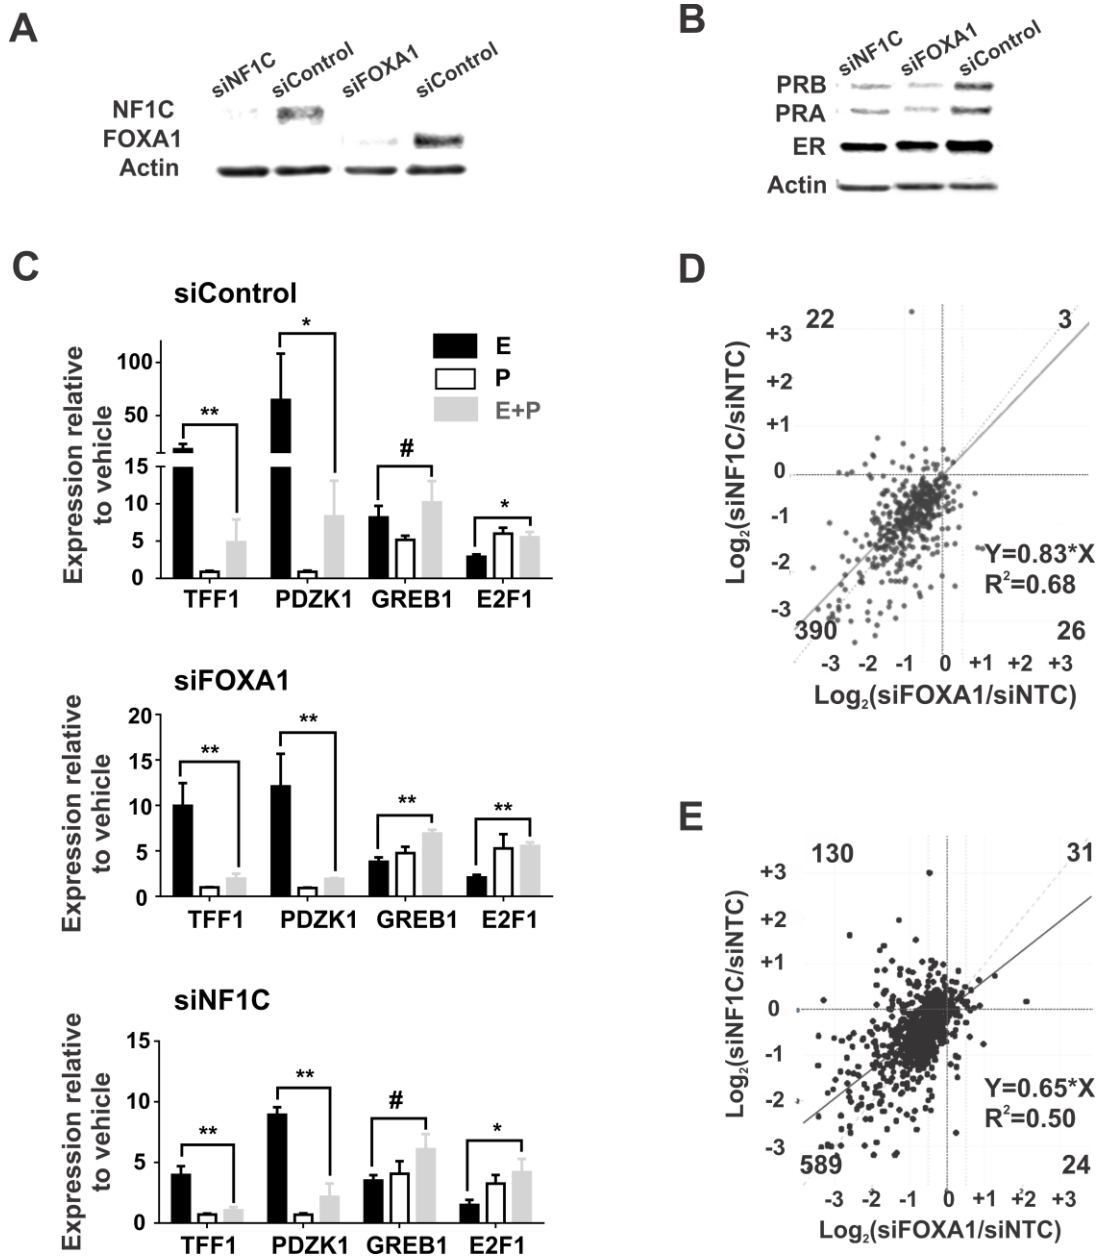 A
siNF1C siControl siFOXA1 siControl
NF1C
FOXA1
Actin
B
siNF1C siFOXA1 siControl
PRB
PRA
ER
Actin
C
siControl
Expression relative
to vehicle
100
50
15
10
5
0
** * # *
E
P
E+P
TFF1 PDZK1 GREB1 E2F1
siFOXA1
Expression relative
to vehicle
20
15
10
5
0
** ** ** **
TFF1 PDZK1 GREB1 E2F1
siNF1C
Expression relative
to vehicle
15
10
5
0
** ** # *
TFF1 PDZK1 GREB1 E2F1
D
22 3
Log2(siNF1C/siNTC)
+3
+2
+1
0
-1
-2
-3
Y=0.83*X
R²=0.68
390 26
-3 -2 -1 0 +1 +2 +3
Log2(siFOXA1/siNTC)
E
130 31
Log2(siNF1C/siNTC)
+3
+2
+1
0
-1
-2
-3
Y=0.65*X
R²=0.50
589 24
-3 -2 -1 0 +1 +2 +3
Log2(siFOXA1/siNTC)